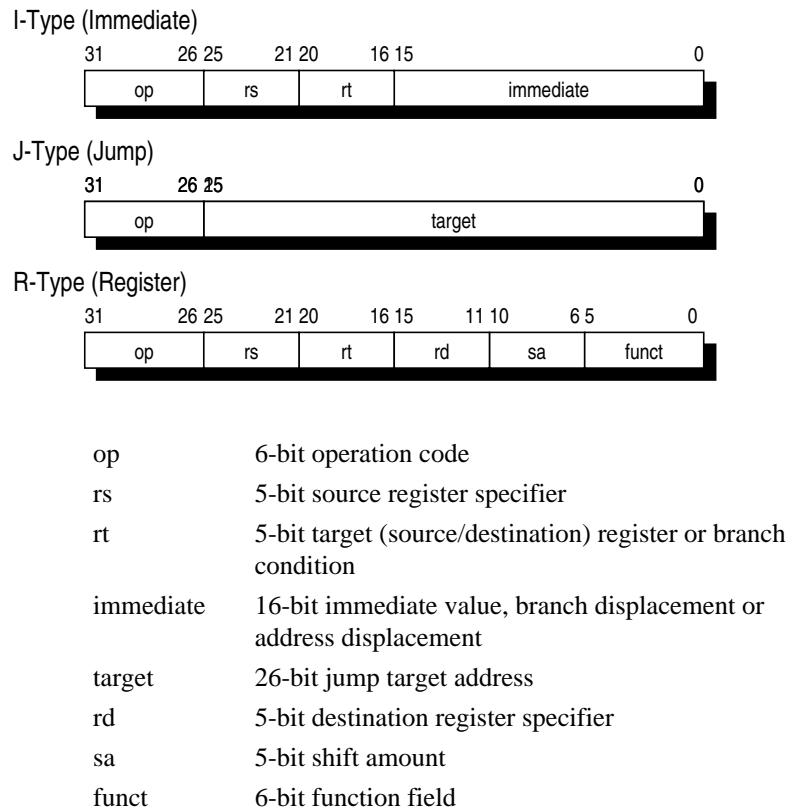 I-Type (Immediate)
31 26 25 21 20 16 15 0
op rs rt immediate
J-Type (Jump)
31 26 25 0
op target
R-Type (Register)
31 26 25 21 20 16 15 11 10 6 5 0
op rs rt rd sa funct
op 6-bit operation code
rs 5-bit source register specifier
rt 5-bit target (source/destination) register or branch
condition
immediate 16-bit immediate value, branch displacement or
address displacement
target 26-bit jump target address
rd 5-bit destination register specifier
sa 5-bit shift amount
funct 6-bit function field